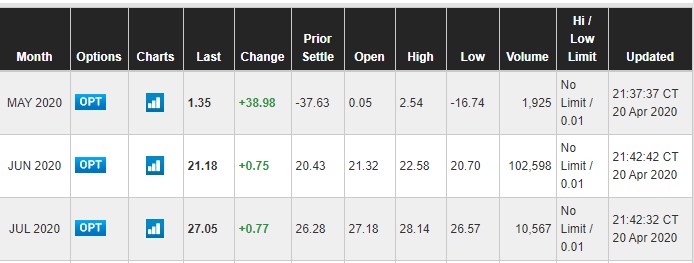 Month Options Charts Last Change Prior Settle Open High Low Volume Hi / Low Limit Updated
MAY 2020 OPT 1.35 +38.98 -37.63 0.05 2.54 -16.74 1,925 No Limit / 0.01 21:37:37 CT 20 Apr 2020
JUN 2020 OPT 21.18 +0.75 20.43 21.32 22.58 20.70 102,598 No Limit / 0.01 21:42:42 CT 20 Apr 2020
JUL 2020 OPT 27.05 +0.77 26.28 27.18 28.14 26.57 10,567 No Limit / 0.01 21:42:32 CT 20 Apr 2020